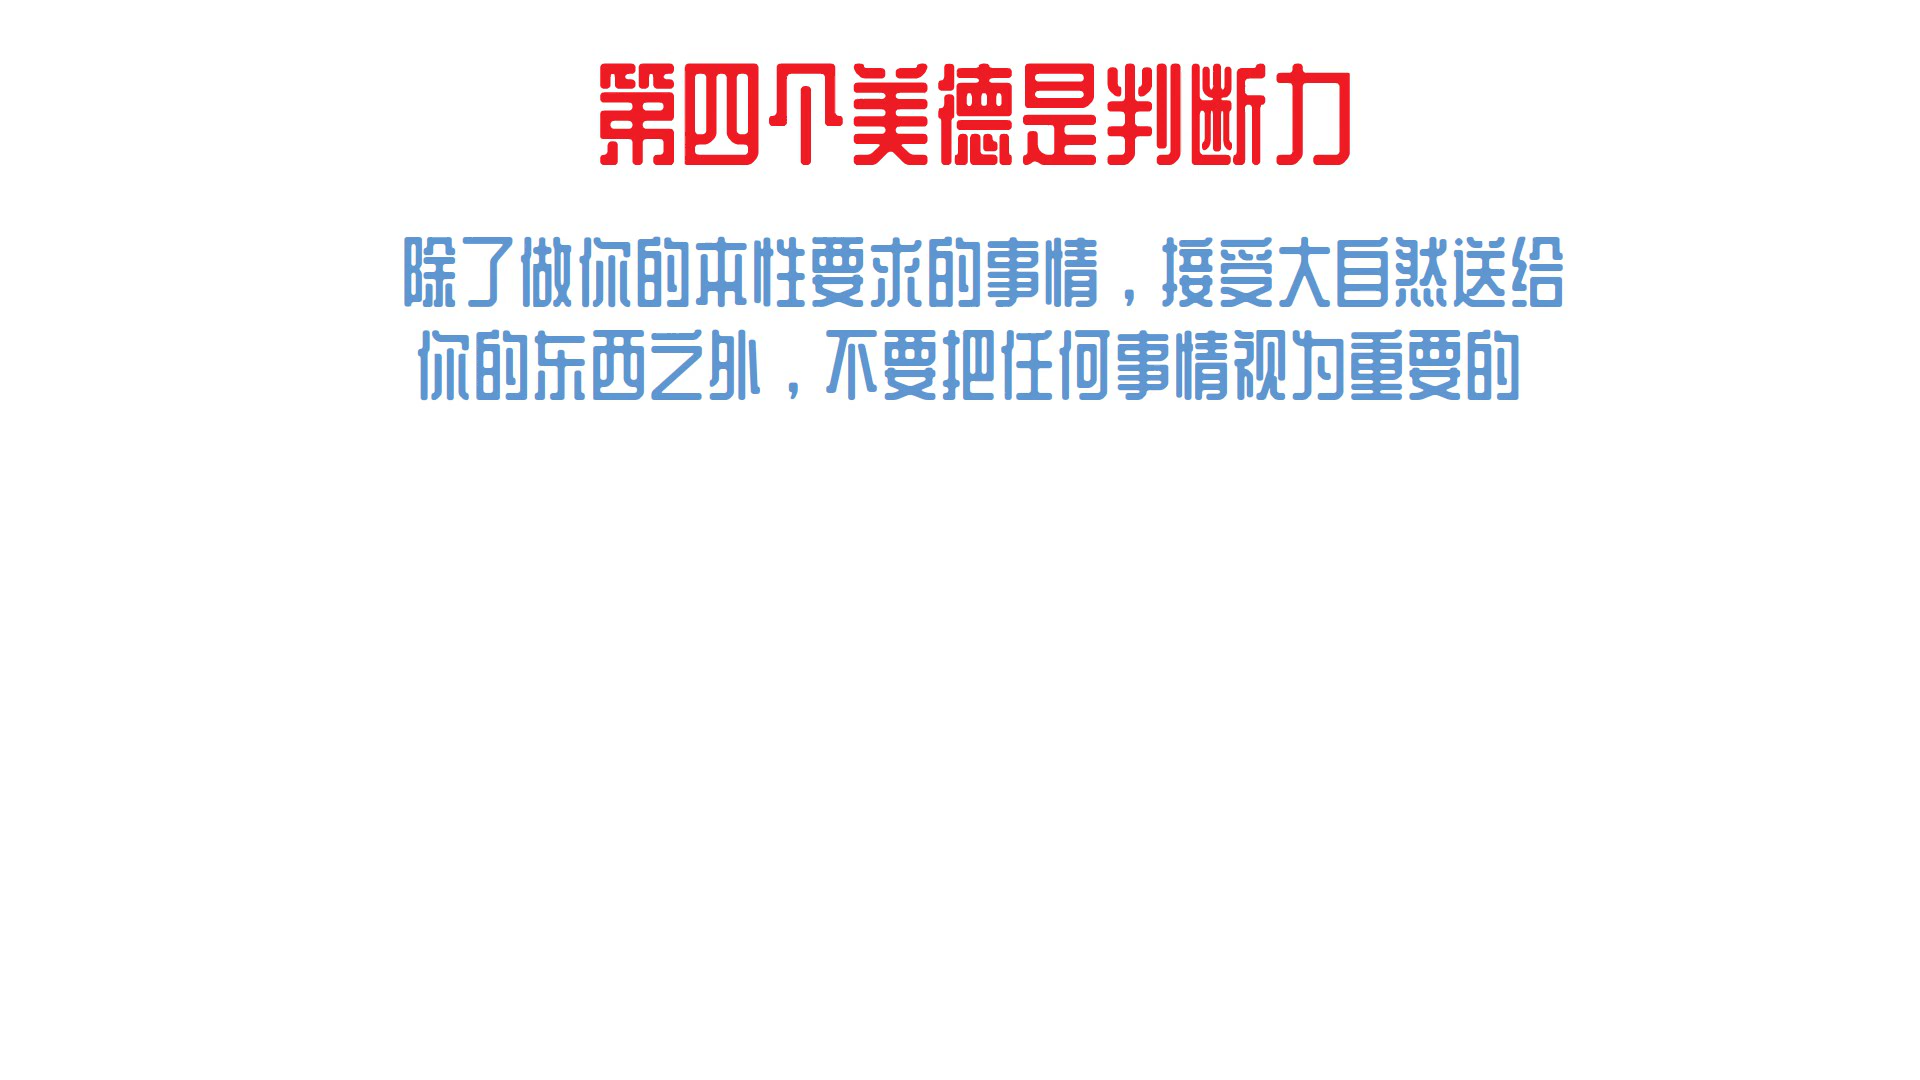 第四个美德是判断力
除了做你的本性要求的事情，接受大自然送给
你的东西之外，不要把任何事情视为重要的